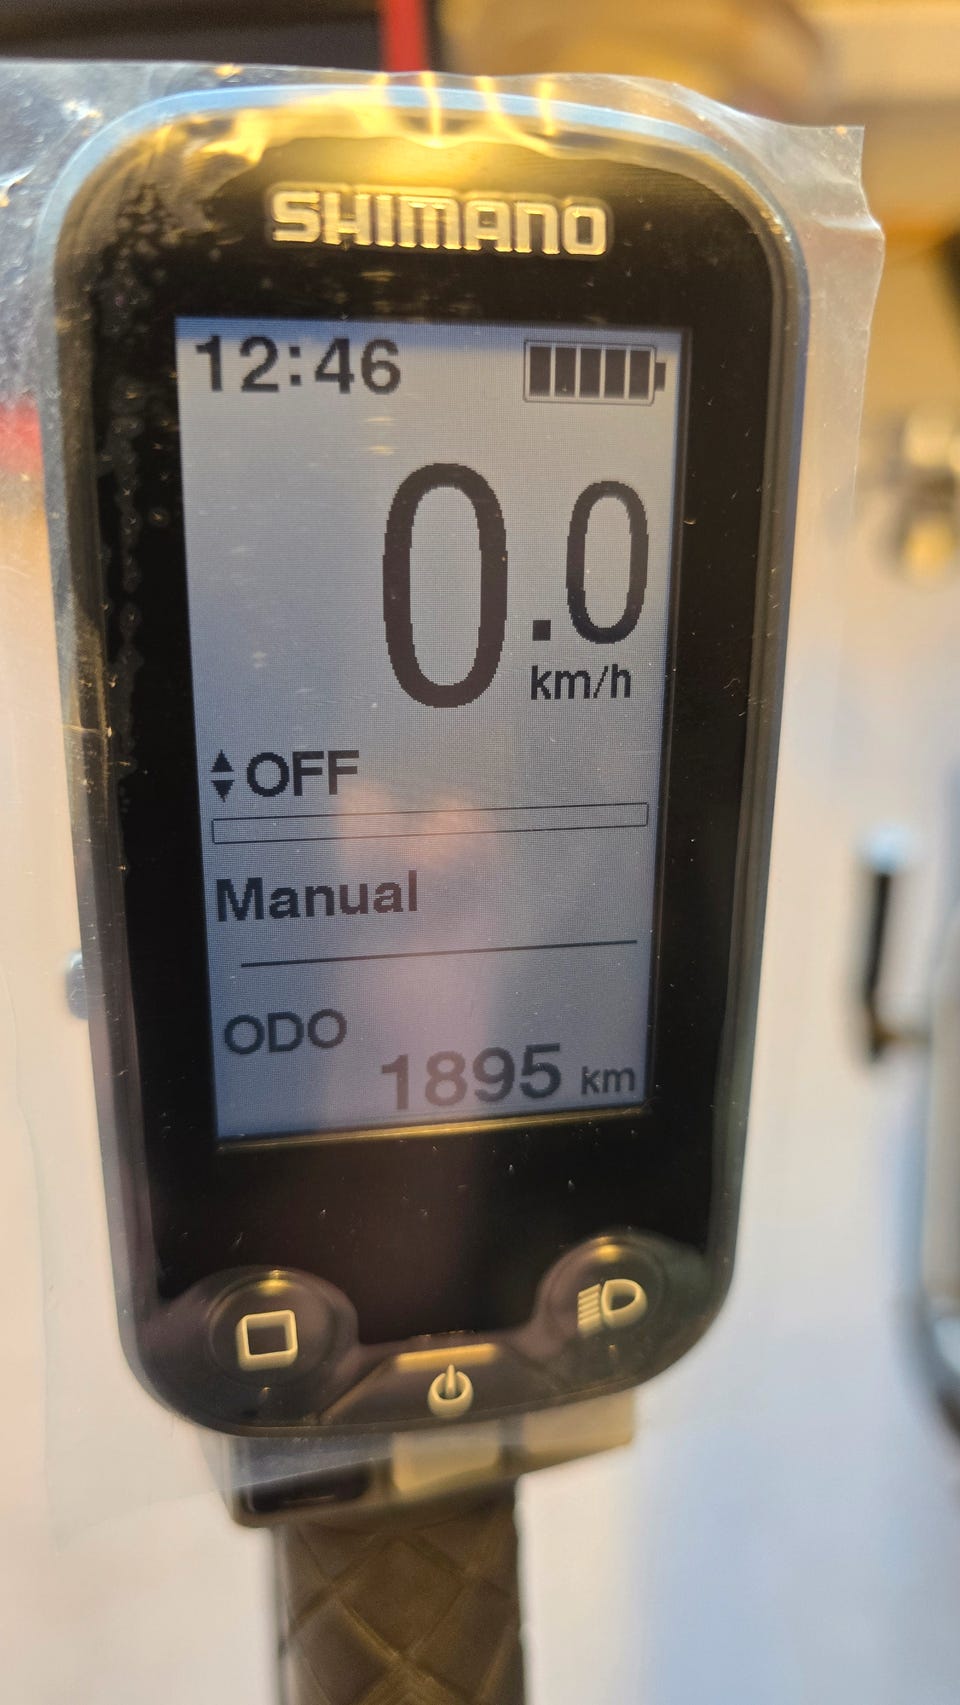 SHIMANO
12:46
0.0
km/h
OFF
Manual
ODO
1895 km